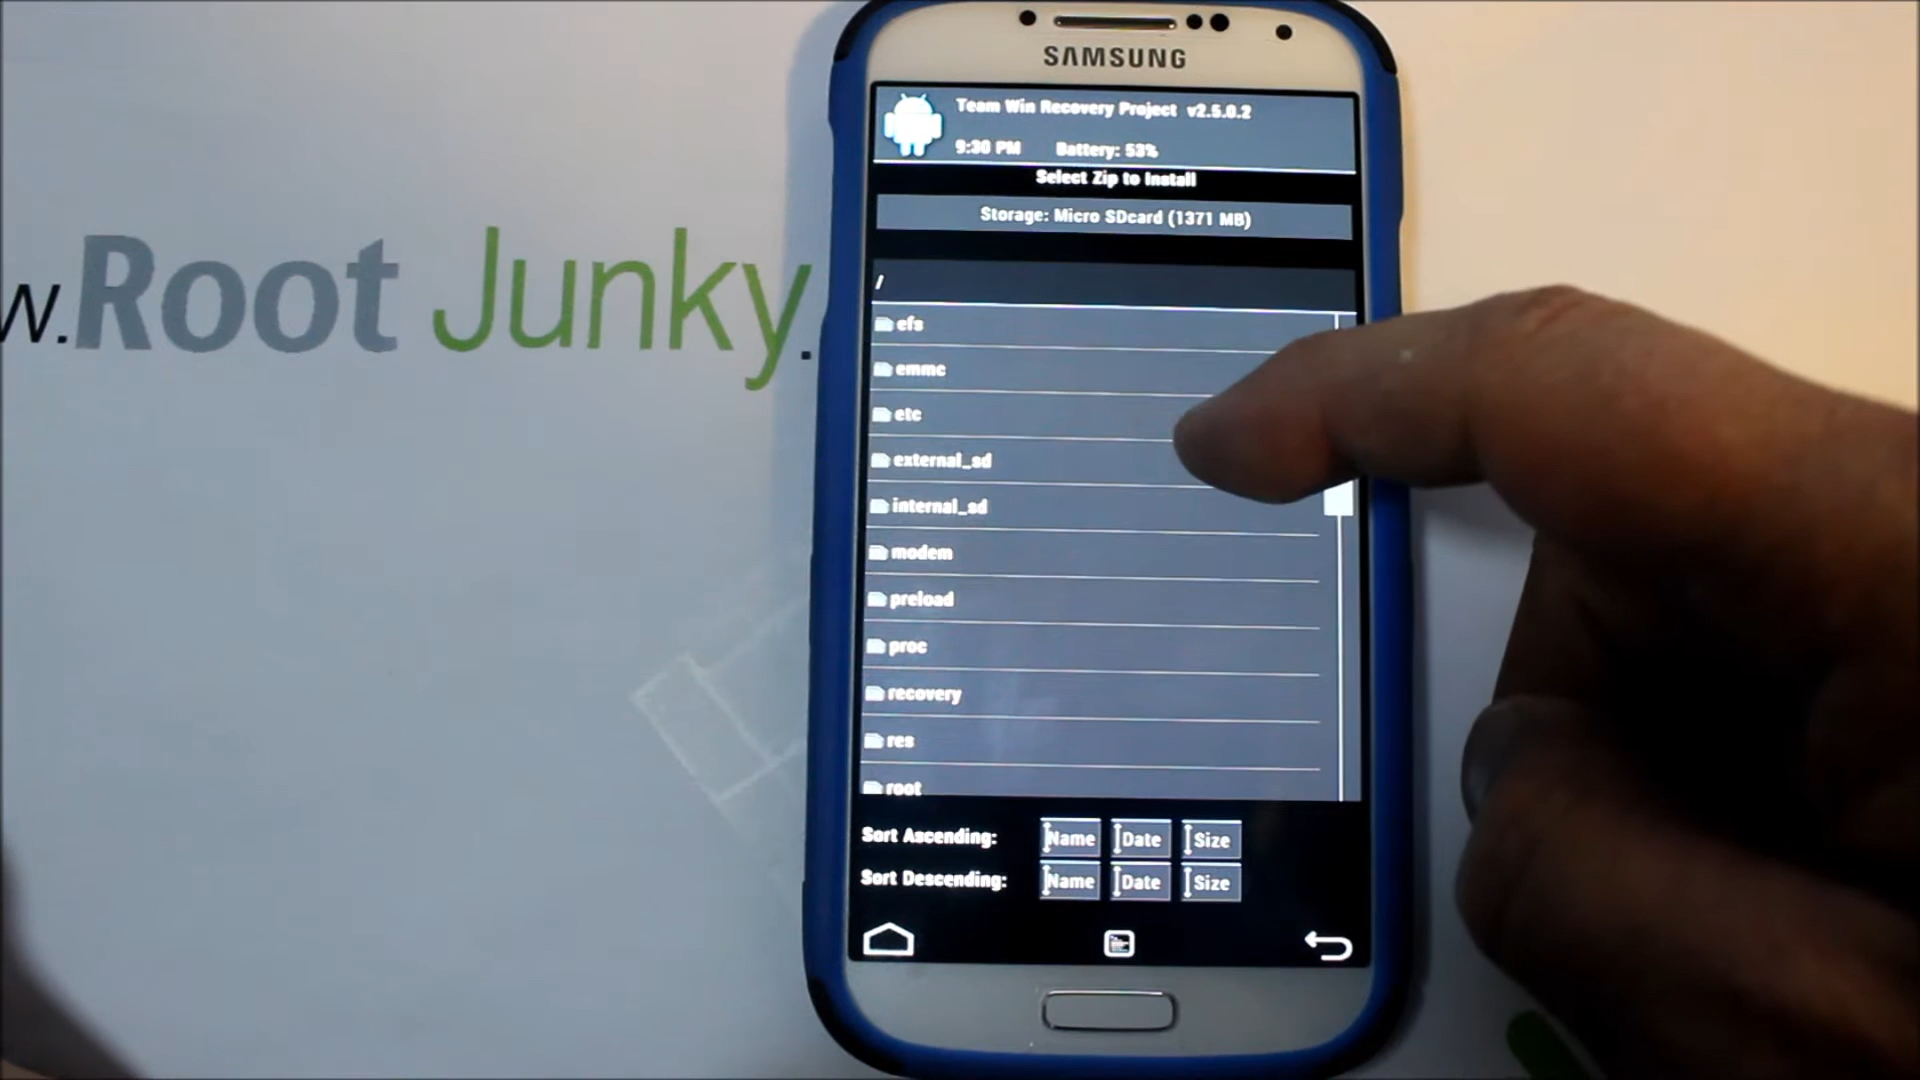 w.Root Junky.
SAMSUNG
Team Win Recovery Project v2.5.0.2
9:30 PM Battery: 53%
Select Zip to Install
Storage: Micro SDcard (1371 MB)
/
efs
emmc
etc
external_sd
internal_sd
modem
preload
proc
recovery
res
root
Sort Ascending: Name Date Size
Sort Descending: Name Date Size